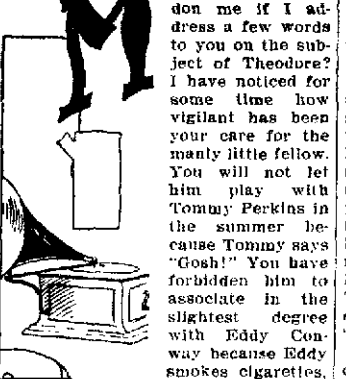 M
don me if I ad-
dress a few words
to you on the sub-
ject of Theodore?
I have noticed for
some time how
vigilant has been
your care for the
manly little fellow.
You will not let
him play with
Tommy Perkins in
the summer be-
cause Tommy says
"Gosh!" You have
forbidden him to
associate in the
slightest degree
with Eddy Con-
way because Eddy
smokes cigarettes,